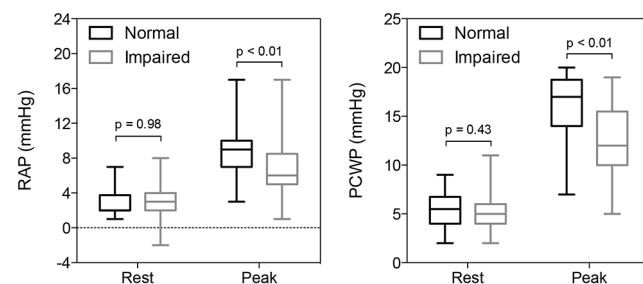 24
20
16
12
8
4
0
-4
RAP (mmHg)
Normal
Impaired
p = 0.98
p < 0.01
Rest
Peak
25
20
15
10
5
0
PCWP (mmHg)
Normal
Impaired
p = 0.43
p < 0.01
Rest
Peak